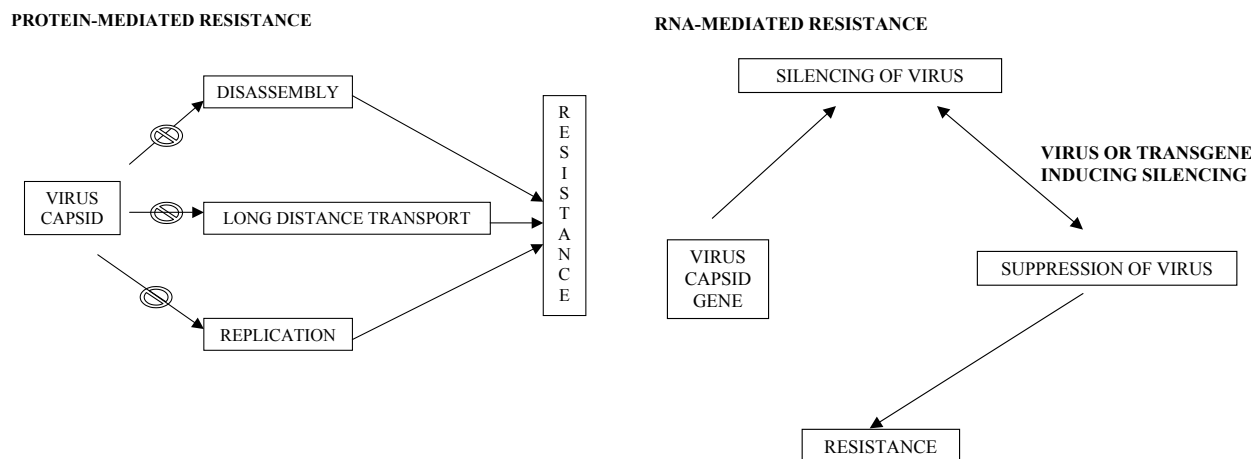 PROTEIN-MEDIATED RESISTANCE
DISASSEMBLY
VIRUS
CAPSID
LONG DISTANCE TRANSPORT
REPLICATION
R
E
S
I
S
T
A
N
C
E
RNA-MEDIATED RESISTANCE
SILENCING OF VIRUS
VIRUS OR TRANSGENE
INDUCING SILENCING
VIRUS
CAPSID
GENE
SUPPRESSION OF VIRUS
RESISTANCE